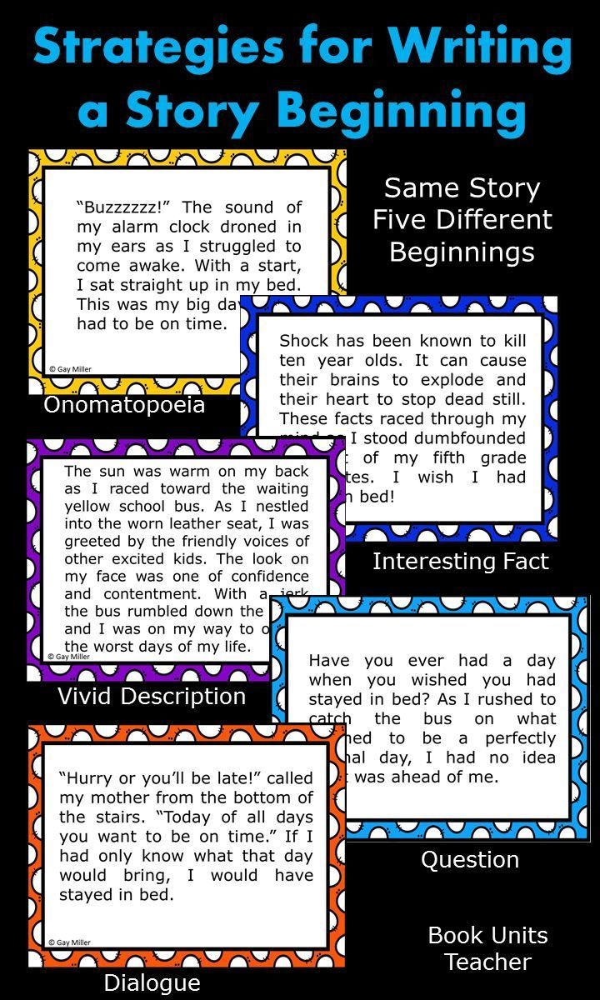 Strategies for Writing
a Story Beginning
Same Story
Five Different
Beginnings
“Buzzzzzz!” The sound of
my alarm clock droned in
my ears as I struggled to
come awake. With a start,
I sat straight up in my bed.
This was my big da
had to be on time.
© Gay Miller
Onomatopoeia
Shock has been known to kill
ten year olds. It can cause
their brains to explode and
their heart to stop dead still.
These facts raced through my
mind as I stood dumbfounded
of my fifth grade
tes. I wish I had
bed!
Interesting Fact
The sun was warm on my back
as I raced toward the waiting
yellow school bus. As I nestled
into the worn leather seat, I was
greeted by the friendly voices of
other excited kids. The look on
my face was one of confidence
and contentment. With a jerk
the bus rumbled down the
and I was on my way to o
the worst days of my life.
© Gay Miller
Vivid Description
Have you ever had a day
when you wished you had
stayed in bed? As I rushed to
catch the bus on what
ned to be a perfectly
al day, I had no idea
was ahead of me.
Question
“Hurry or you’ll be late!” called
my mother from the bottom of
the stairs. “Today of all days
you want to be on time.” If I
had only know what that day
would bring, I would have
stayed in bed.
© Gay Miller
Dialogue
Book Units
Teacher